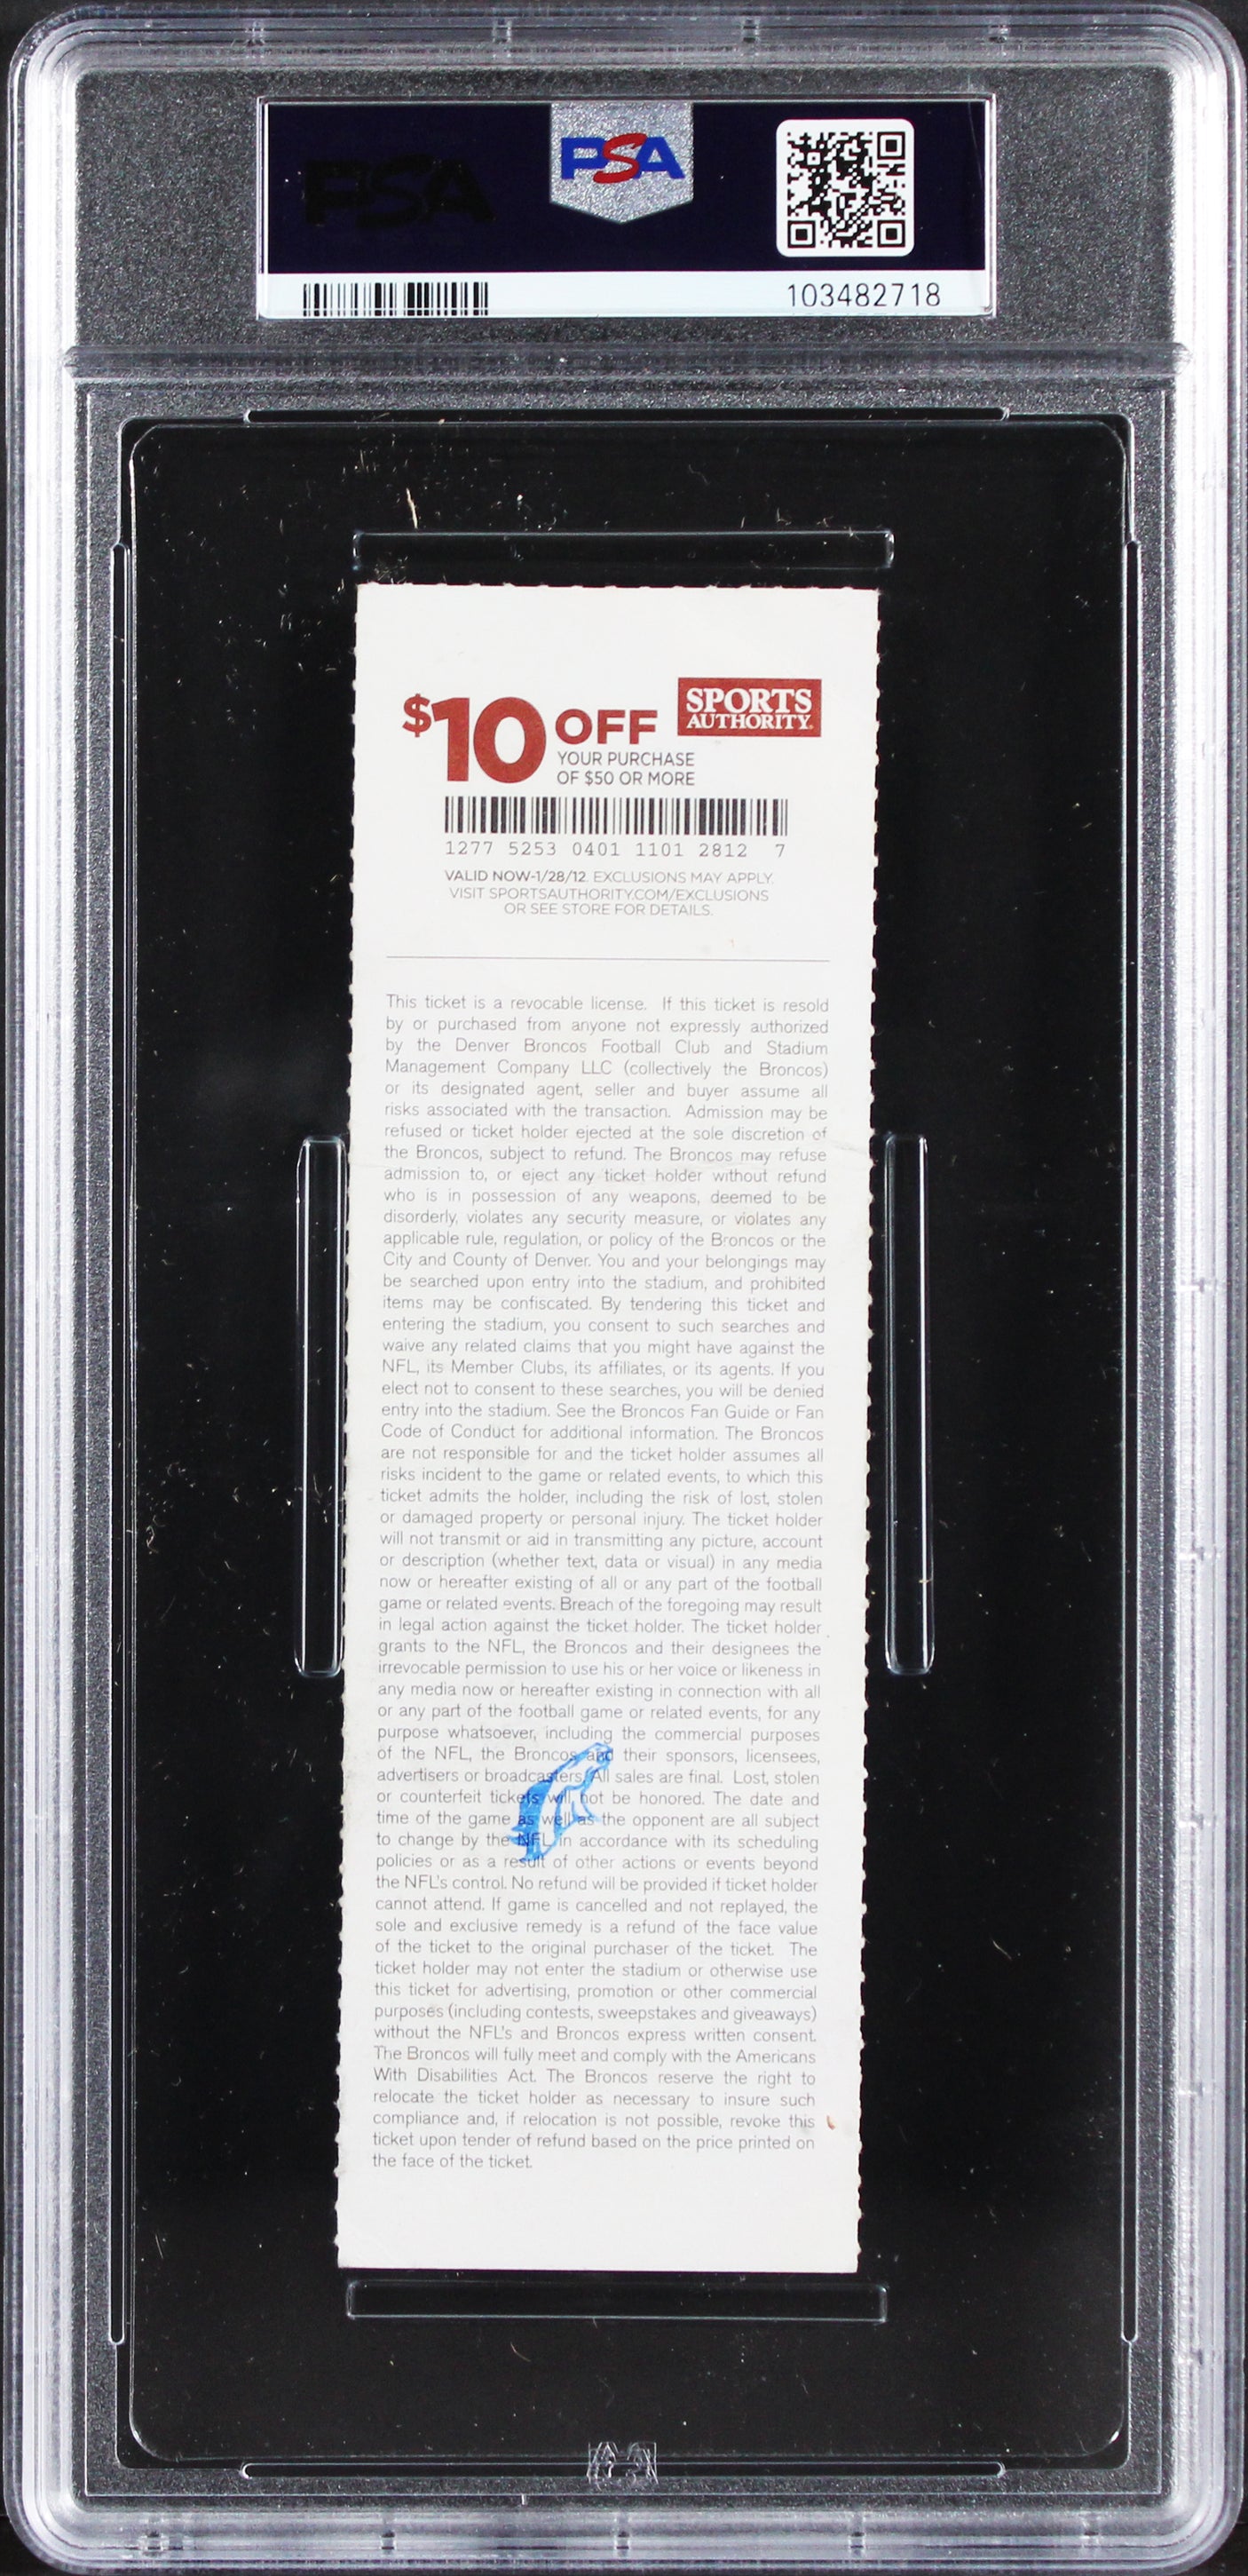 PSA
PSA
103482718
$10 OFF
SPORTS
AUTHORITY.
YOUR PURCHASE
OF $50 OR MORE
1277 5253 0401 1101 2812 7
VALID NOW-1/28/12. EXCLUSIONS MAY APPLY.
VISIT SPORTSAUTHORITY.COM/EXCLUSIONS
OR SEE STORE FOR DETAILS.
This ticket is a revocable license. If this ticket is resold
by or purchased from anyone not expressly authorized
by the Denver Broncos Football Club and Stadium
Management Company LLC (collectively the Broncos)
or its designated agent, seller and buyer assume all
risks associated with the transaction. Admission may be
refused or ticket holder ejected at the sole discretion of
the Broncos, subject to refund. The Broncos may refuse
admission to, or eject any ticket holder without refund
who is in possession of any weapons, deemed to be
disorderly, violates any security measure, or violates any
applicable rule, regulation, or policy of the Broncos or the
City and County of Denver. You and your belongings may
be searched upon entry into the stadium, and prohibited
items may be confiscated. By tendering this ticket and
entering the stadium, you consent to such searches and
waive any related claims that you might have against the
NFL, its Member Clubs, its affiliates, or its agents. If you
elect not to consent to these searches, you will be denied
entry into the stadium. See the Broncos Fan Guide or Fan
Code of Conduct for additional information. The Broncos
are not responsible for and the ticket holder assumes all
risks incident to the game or related events, to which this
ticket admits the holder, including the risk of lost, stolen
or damaged property or personal injury. The ticket holder
will not transmit or aid in transmitting any picture, account
or description (whether text, data or visual) in any media
now or hereafter existing of all or any part of the football
game or related events. Breach of the foregoing may result
in legal action against the ticket holder. The ticket holder
grants to the NFL, the Broncos and their designees the
irrevocable permission to use his or her voice or likeness in
any media now or hereafter existing in connection with all
or any part of the football game or related events, for any
purpose whatsoever, including the commercial purposes
of the NFL, the Broncos and their sponsors, licensees,
advertisers or broadcasters. All sales are final. Lost, stolen
or counterfeit tickets will not be honored. The date and
time of the game as well as the opponent are all subject
to change by the NFL in accordance with its scheduling
policies or as a result of other actions or events beyond
the NFL's control. No refund will be provided if ticket holder
cannot attend. If game is cancelled and not replayed, the
sole and exclusive remedy is a refund of the face value
of the ticket to the original purchaser of the ticket. The
ticket holder may not enter the stadium or otherwise use
this ticket for advertising, promotion or other commercial
purposes (including contests, sweepstakes and giveaways)
without the NFL's and Broncos express written consent.
The Broncos will fully meet and comply with the Americans
With Disabilities Act. The Broncos reserve the right to
relocate the ticket holder as necessary to insure such
compliance and, if relocation is not possible, revoke this
ticket upon tender of refund based on the price printed on
the face of the ticket.